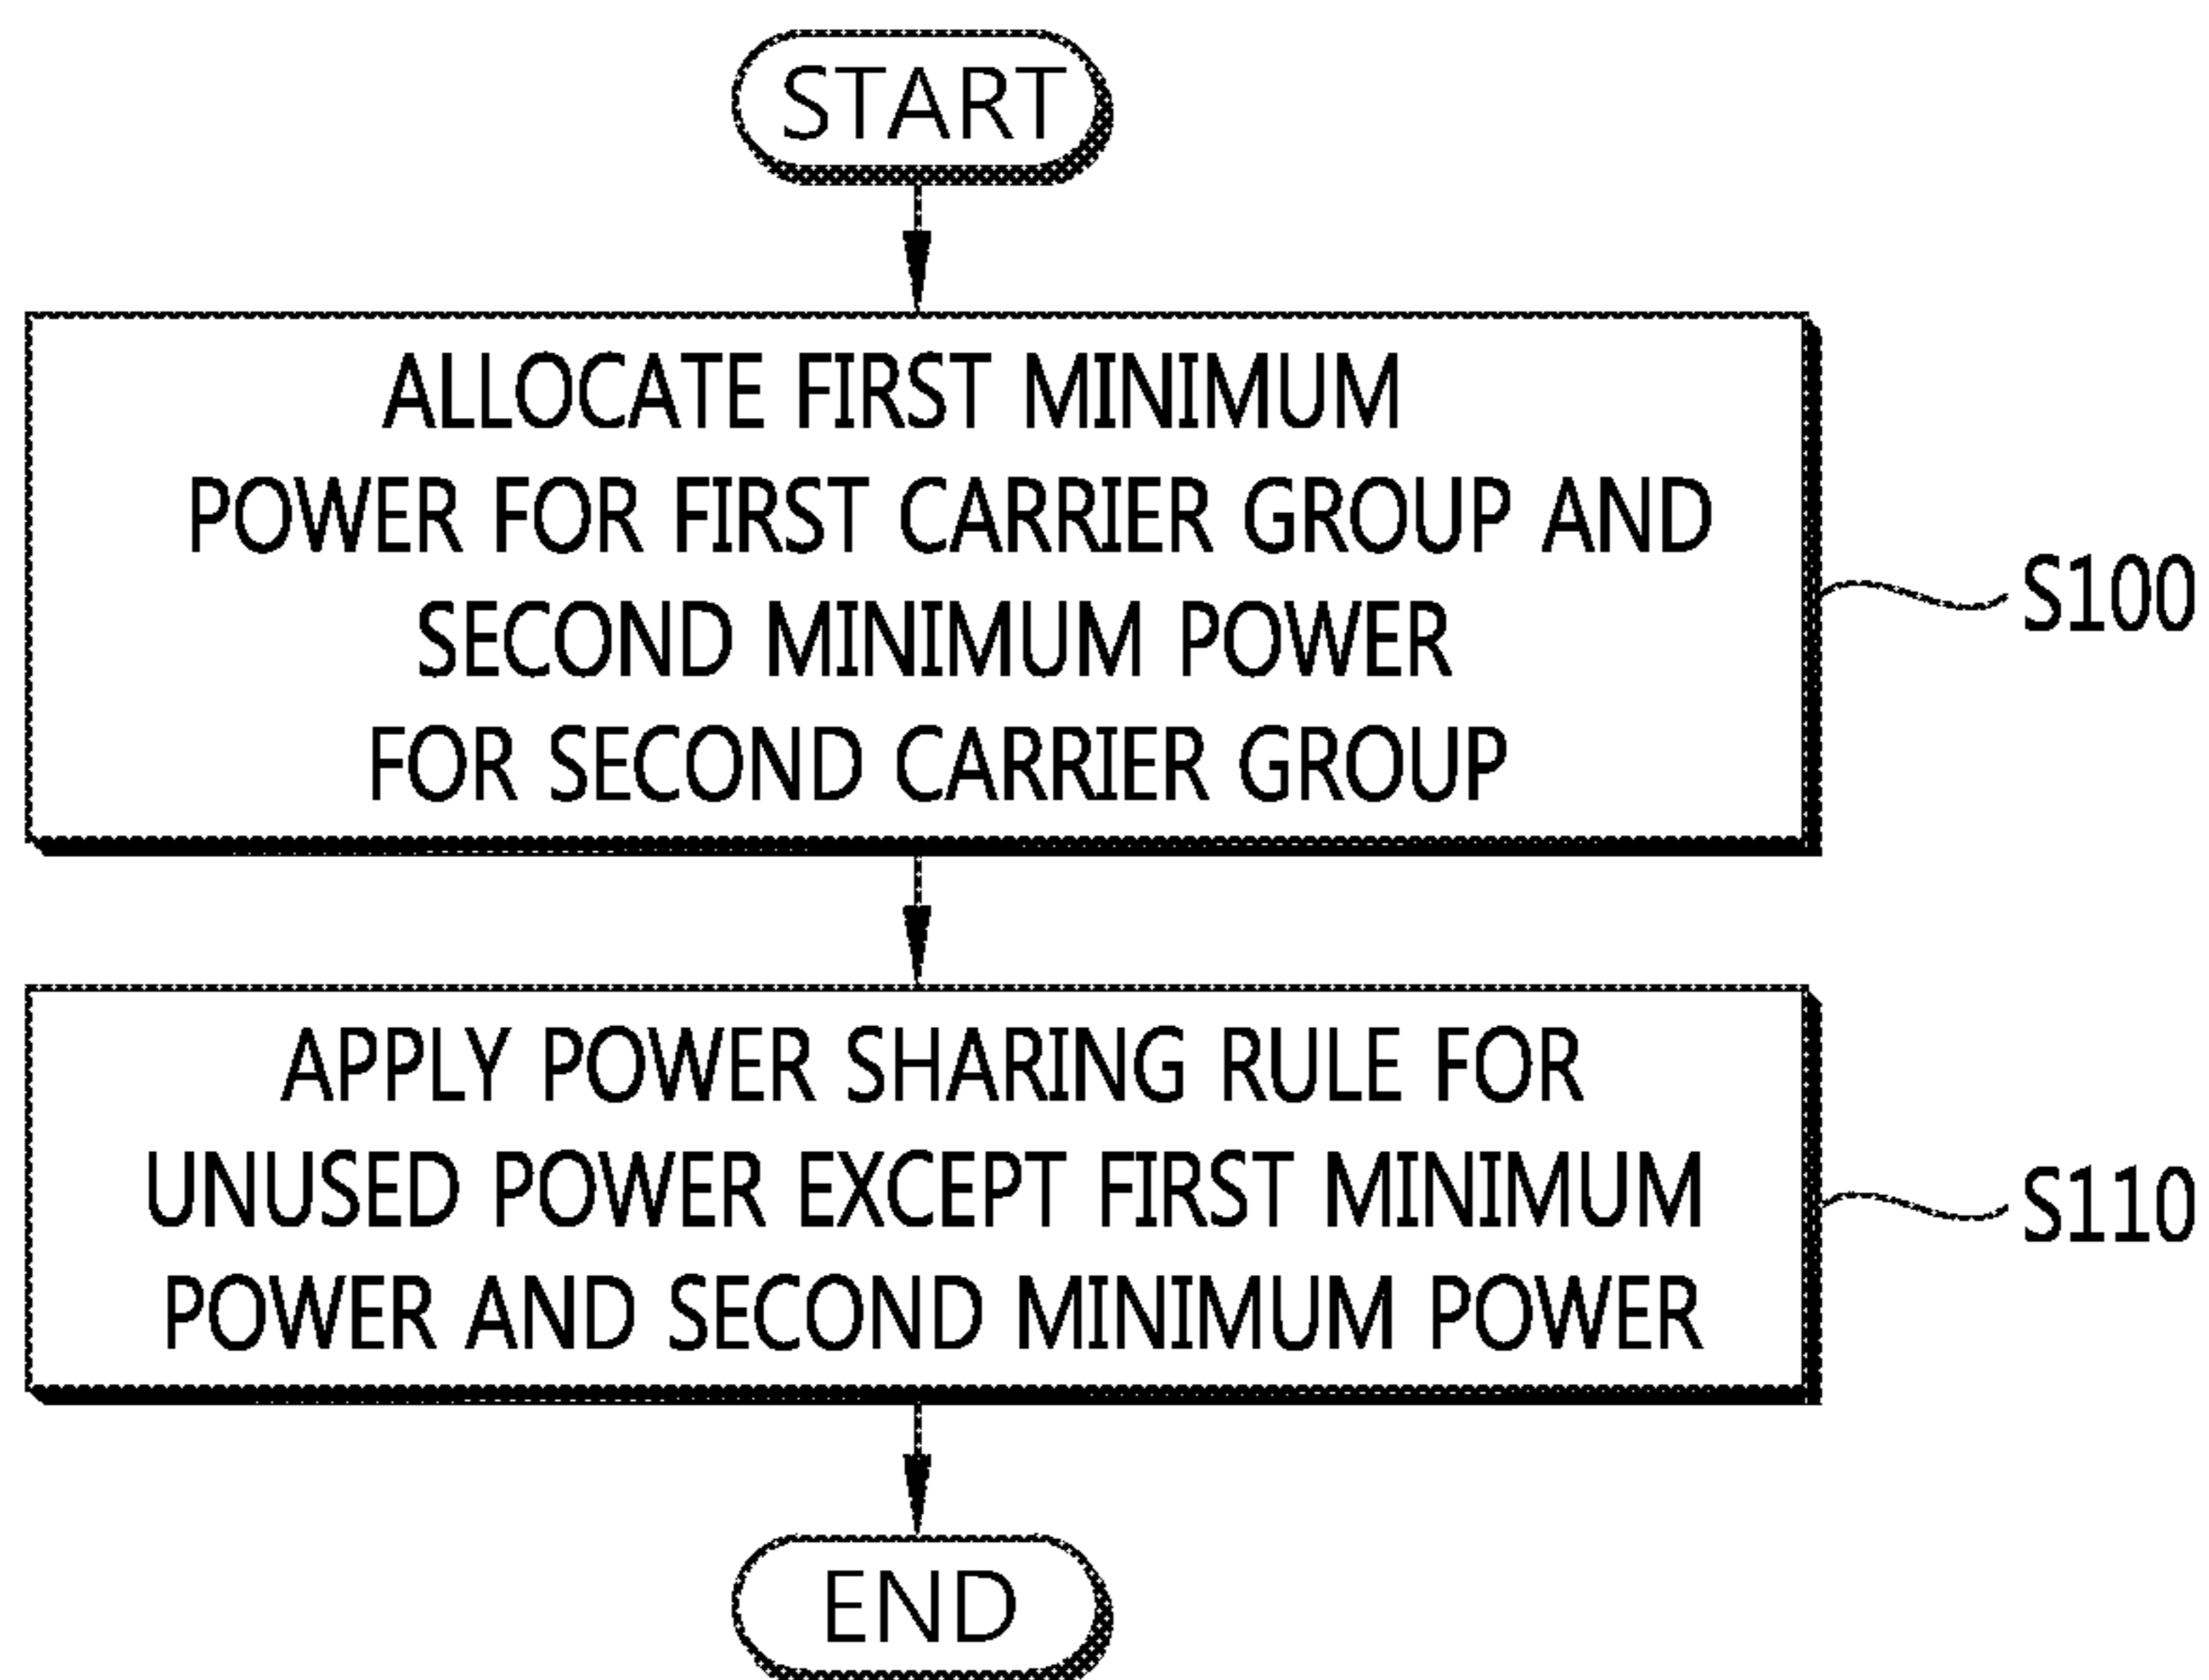 START
ALLOCATE FIRST MINIMUM
POWER FOR FIRST CARRIER GROUP AND
SECOND MINIMUM POWER
FOR SECOND CARRIER GROUP
S100
APPLY POWER SHARING RULE FOR
UNUSED POWER EXCEPT FIRST MINIMUM
POWER AND SECOND MINIMUM POWER
S110
END